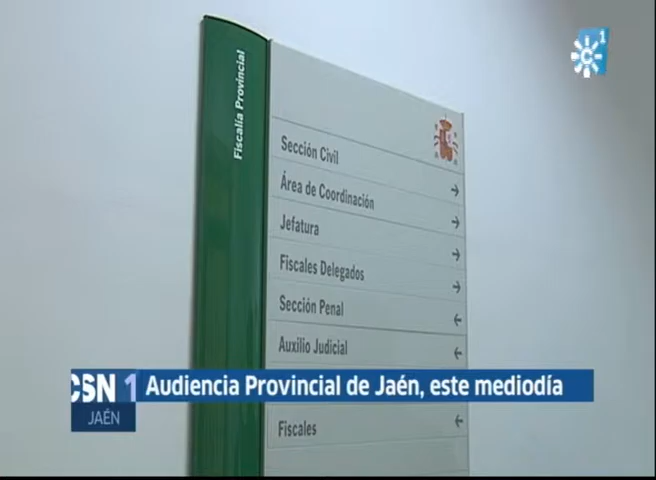 1
Fiscalía Provincial
Sección Civil →
Área de Coordinación →
Jefatura →
Fiscales Delegados →
Sección Penal ←
Auxilio Judicial ←
CSN 1
Audiencia Provincial de Jaén, este mediodía
JAÉN
Fiscales ←